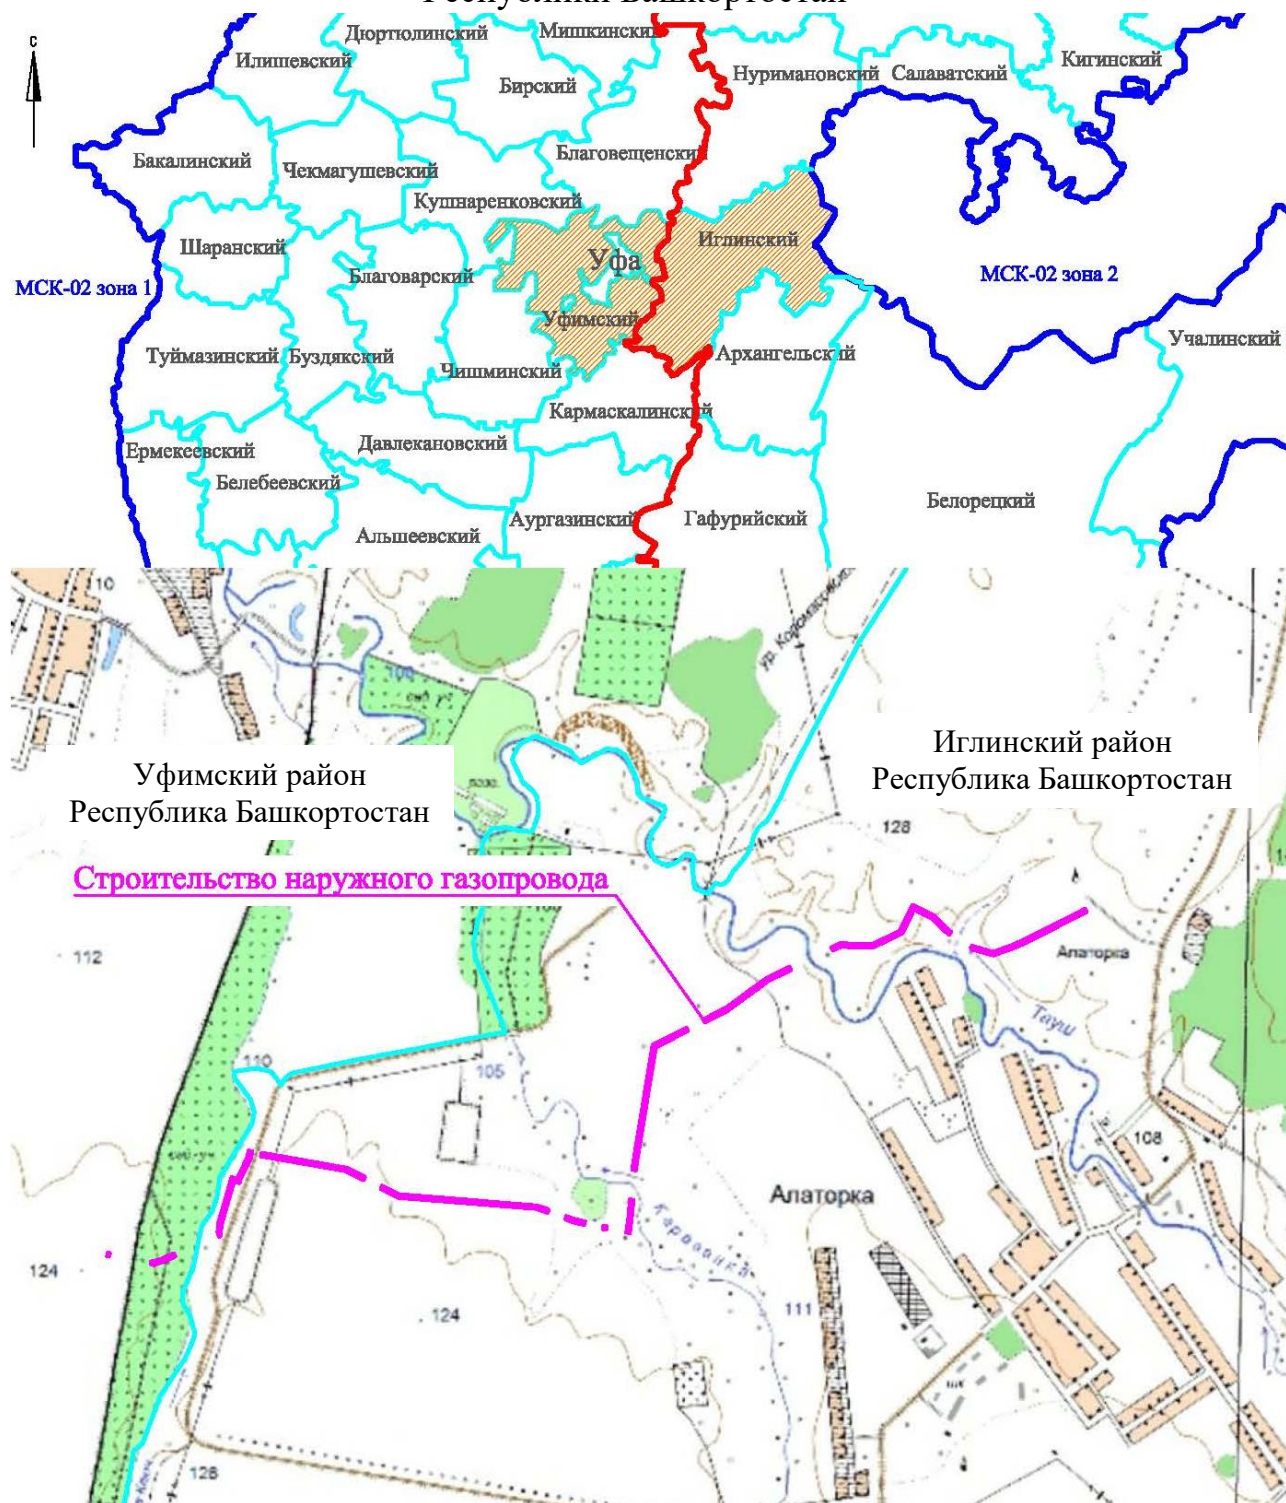 Республики Башкортостан
С
Дюртюлинский
Мишкинский
Илишевский
Бирский
Нуримановский
Салаватский
Кигинский
Бакалинский
Чекмагушевский
Благовещенский
Кушнаренковский
Шаранский
Иглинский
Уфа
Благоварский
МСК-02 зона 1
МСК-02 зона 2
Уфимский
Туймазинский
Буздякский
Чишминский
Архангельский
Учалинский
Кармаскалинский
Ермекеевский
Давлекановский
Белебеевский
Белорецкий
Альшеевский
Аургазинский
Гафурийский
10
106
Уфимский район
Республика Башкортостан
Иглинский район
Республика Башкортостан
128
Строительство наружного газопровода
112
Алаторка
Тауш
110
105
108
Алаторка
124
124
111
128